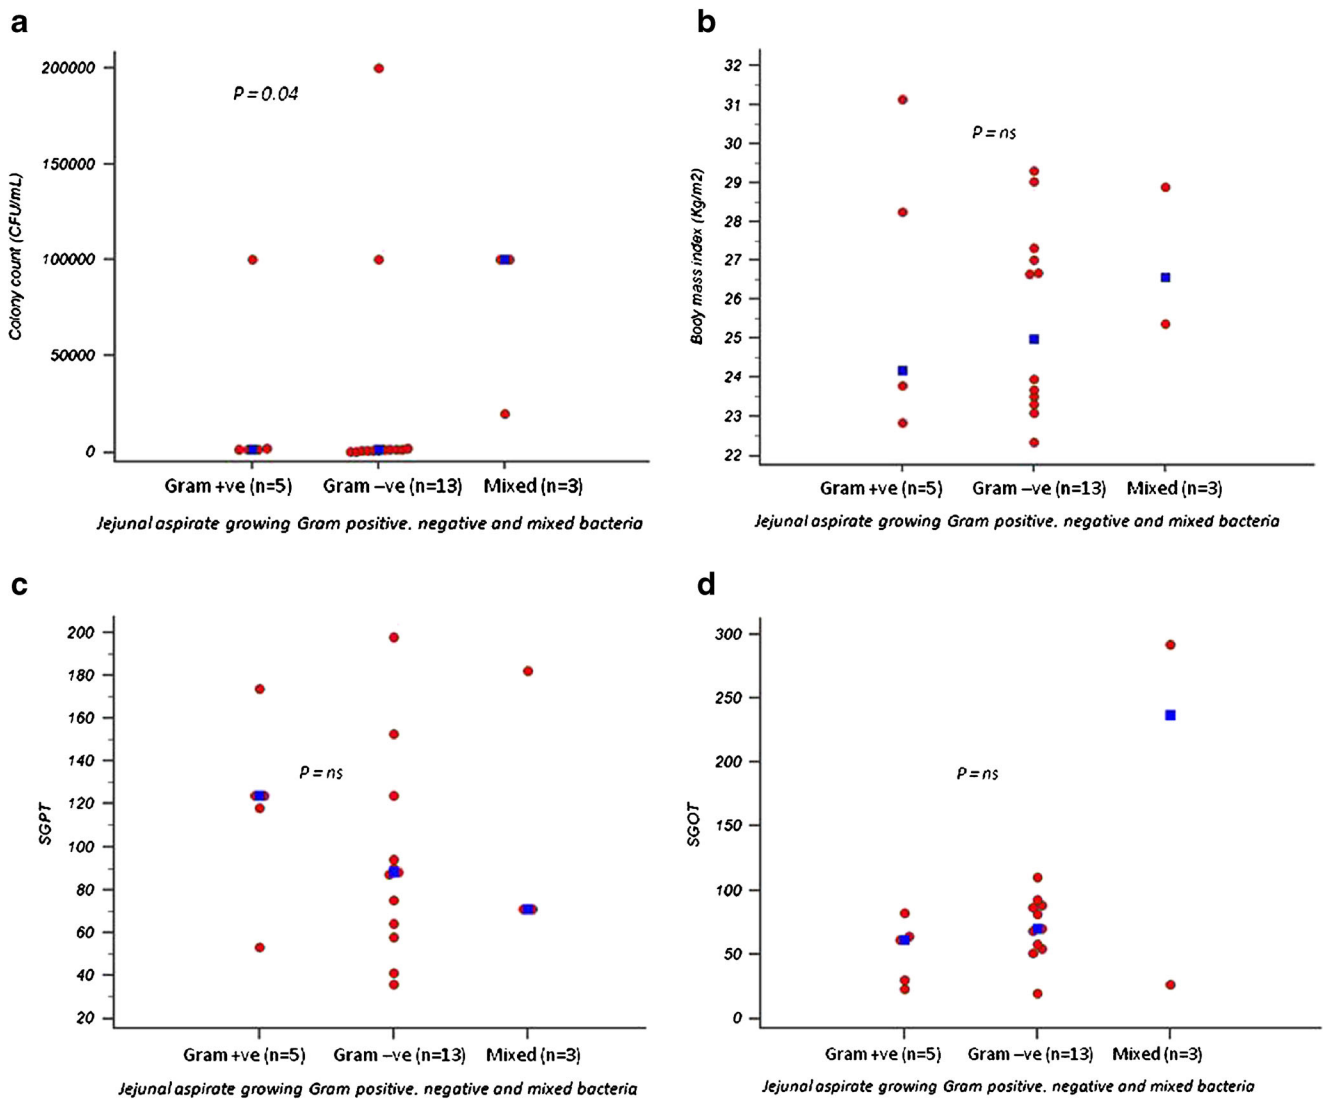 a
200000
150000
100000
50000
0
Colony count (CFU/mL)
P = 0.04
Gram +ve (n=5) Gram –ve (n=13) Mixed (n=3)
Jejunal aspirate growing Gram positive. negative and mixed bacteria
b
32
31
30
29
28
27
26
25
24
23
22
Body mass index (Kg/m2)
P = ns
Gram +ve (n=5) Gram –ve (n=13) Mixed (n=3)
Jejunal aspirate growing Gram positive. negative and mixed bacteria
c
200
180
160
140
120
100
80
60
40
20
SGPT
P = ns
Gram +ve (n=5) Gram –ve (n=13) Mixed (n=3)
Jejunal aspirate growing Gram positive. negative and mixed bacteria
d
300
250
200
150
100
50
0
SGOT
P = ns
Gram +ve (n=5) Gram –ve (n=13) Mixed (n=3)
Jejunal aspirate growing Gram positive. negative and mixed bacteria